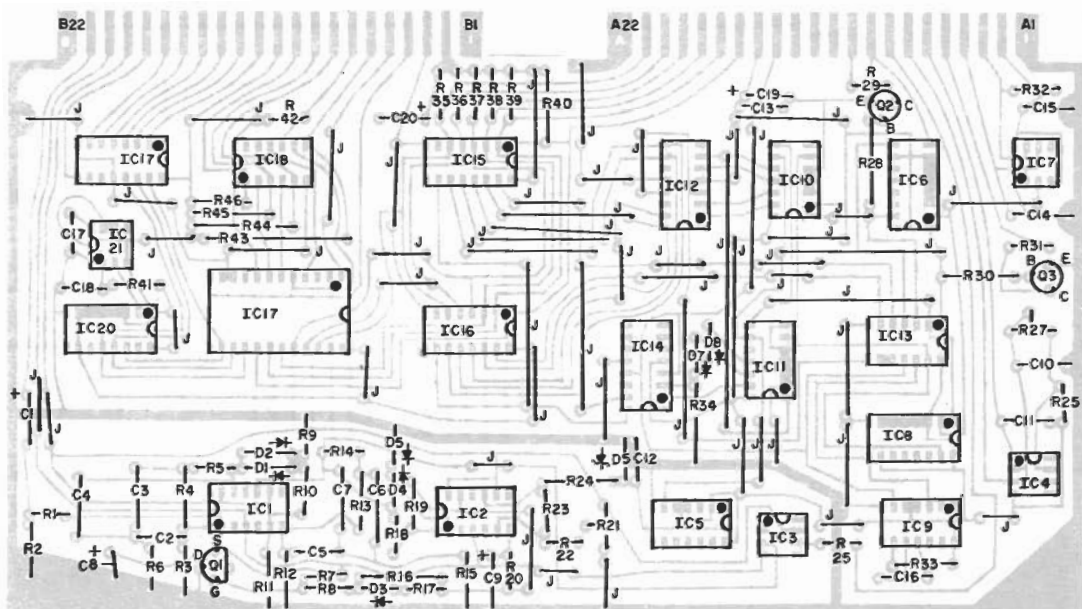 B22 B1 A22 A1
R 35 R 36 R 37 R 38 R 39 J R40 J
+ C19 C13
R 29
E Q2 C
B
R32
C15
J J R 42 + C20
IC17 IC18 J IC15 J IC12 J IC10 R28 IC6 IC7
J J
R46 J
R45
R44
J J J C14
C17 IC 21 J R43 J J J J J
R31
B E
Q3
C
C18 R41 J J J J R30
IC20 J IC17 IC16 J IC14 D7 D8 J IC11 J IC13 R27
C10
J J J J J R34 R25
+ C1 J J C11
R9 D5 J IC8
D2 R14 J D5 C12 J J J
C4 C3 R4 R5 D1 R10 C7 R13 C6 D4 R19 R24 IC4
R1 IC1 IC2 R23 R21 IC5 IC3 J IC9 J
C2 S R18 R 22 R 25
R2 + C8 R6 R3 D Q1 G C5 R15 + C9 R 20 J J R33
R11 R12 R7 R16 C16
R8 D3 R17